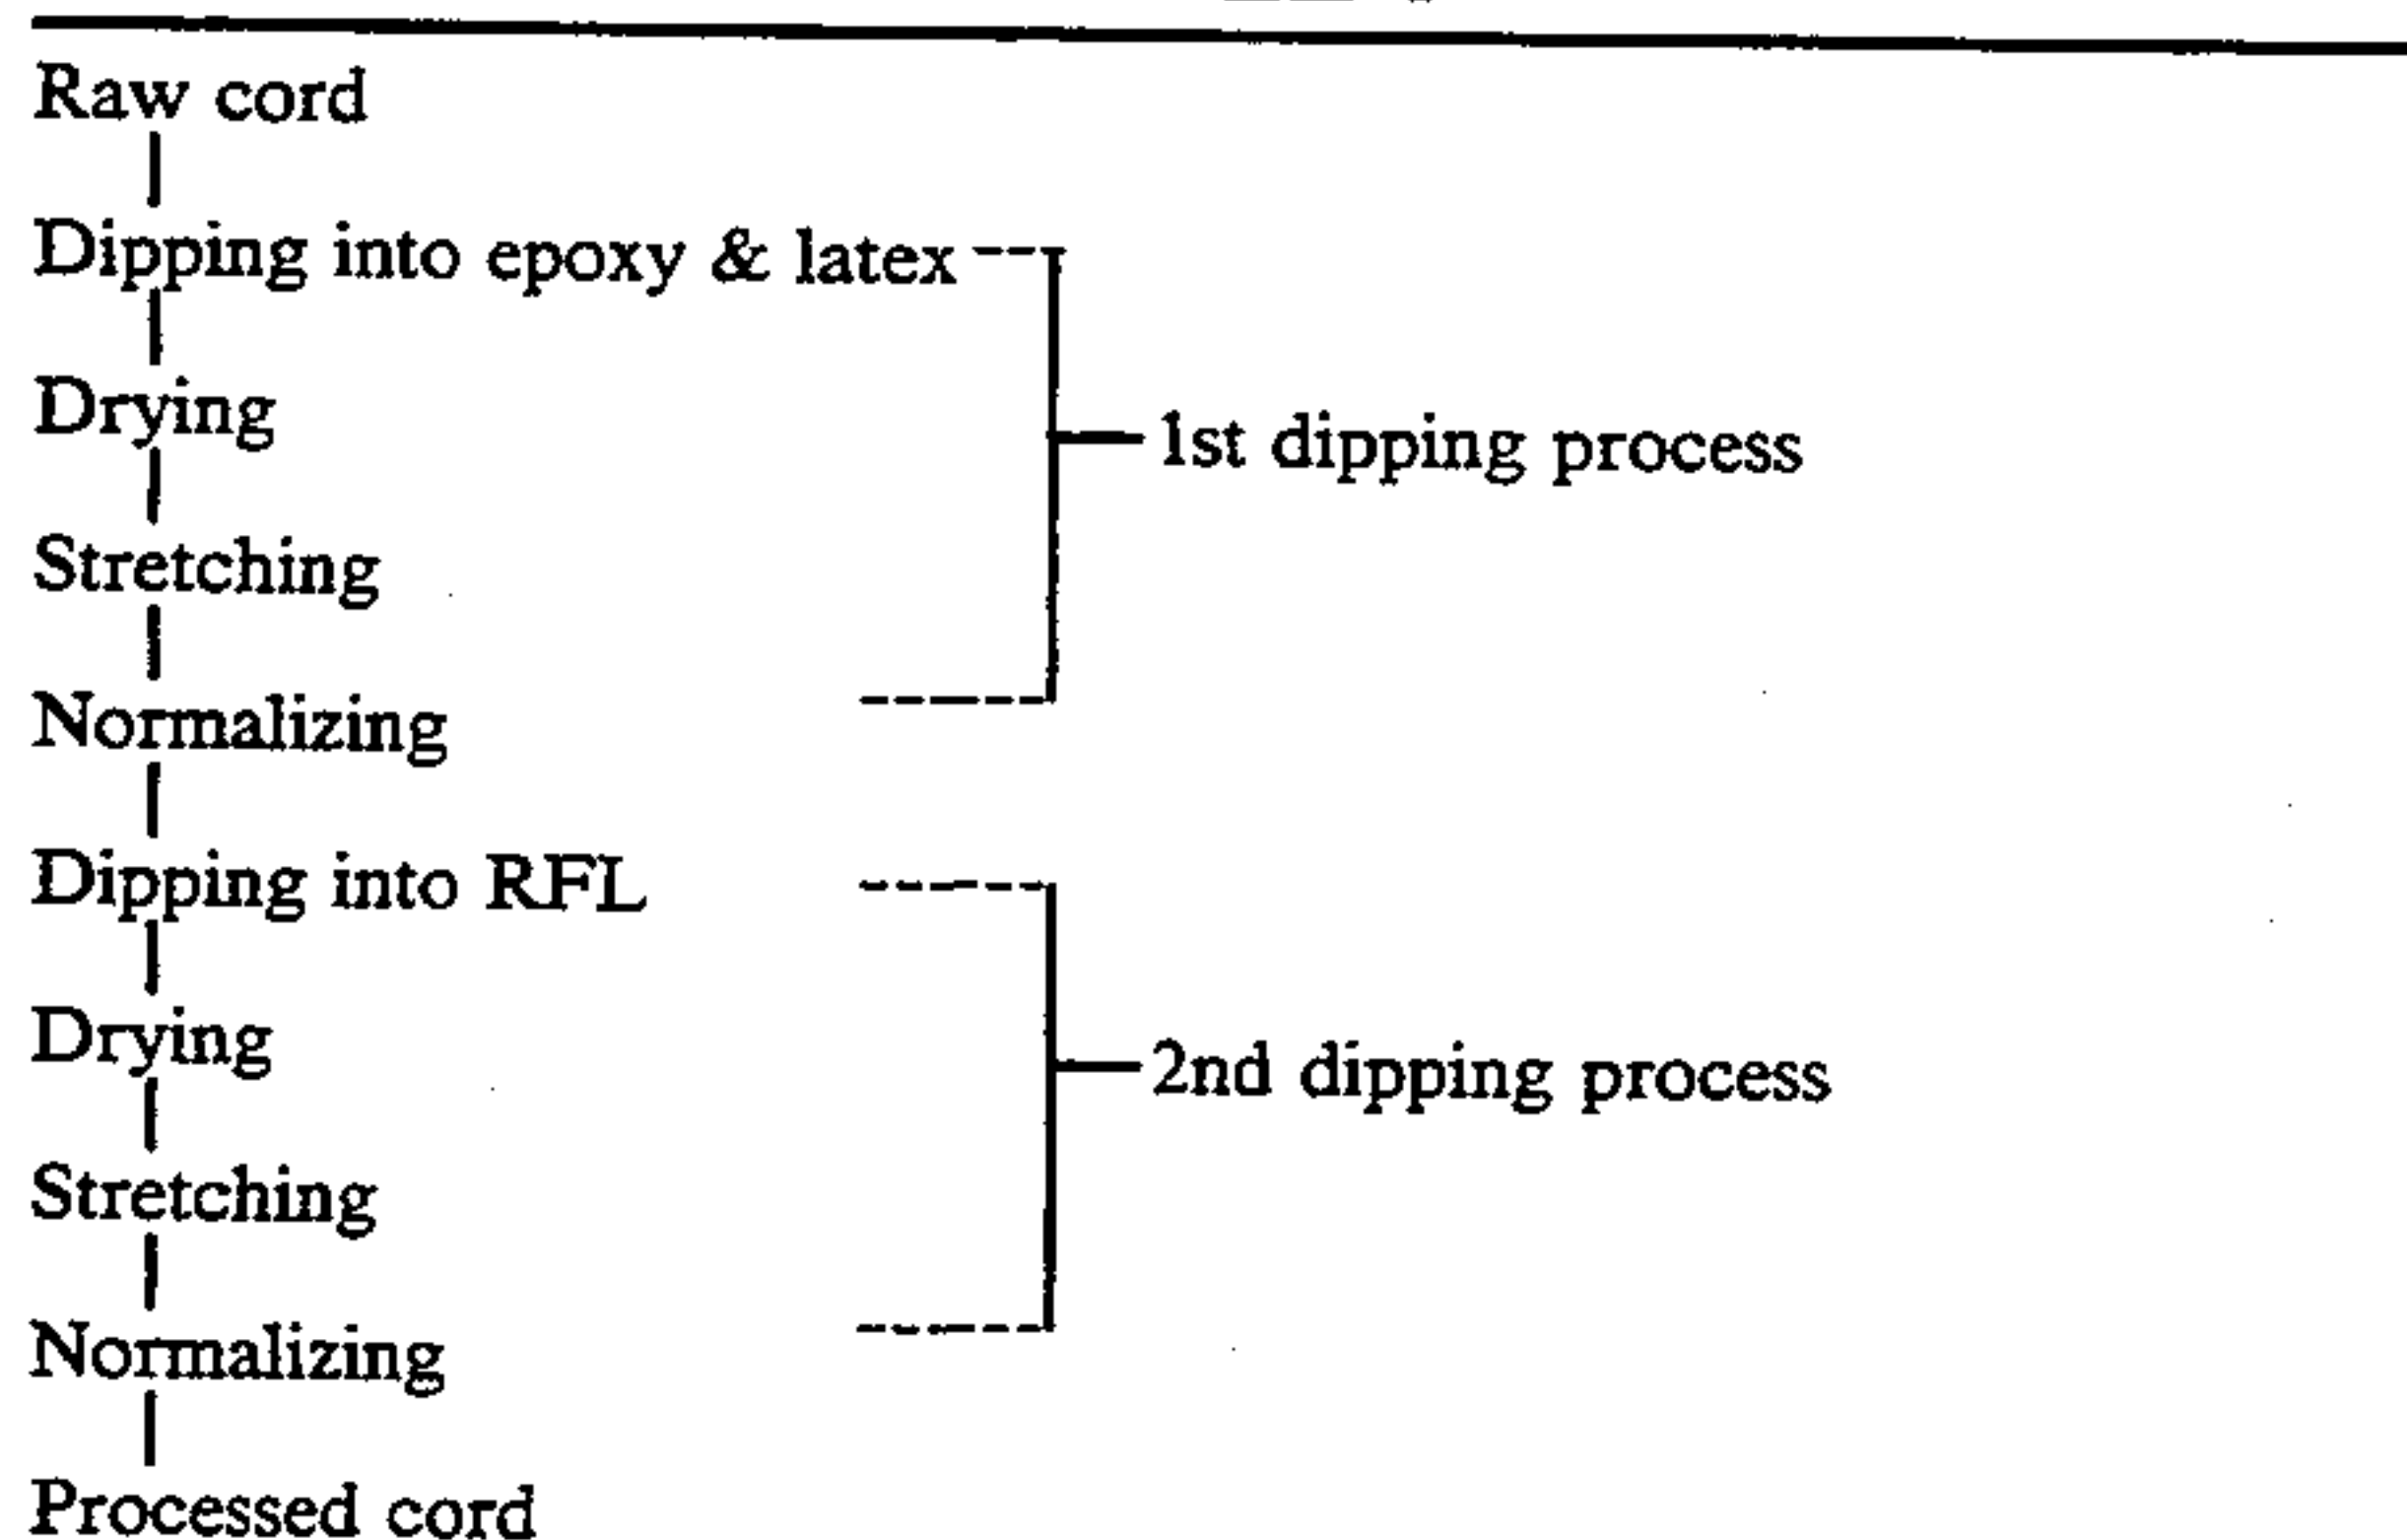 Raw cord
Dipping into epoxy & latex
Drying
1st dipping process
Stretching
Normalizing
Dipping into RFL
Drying
2nd dipping process
Stretching
Normalizing
Processed cord